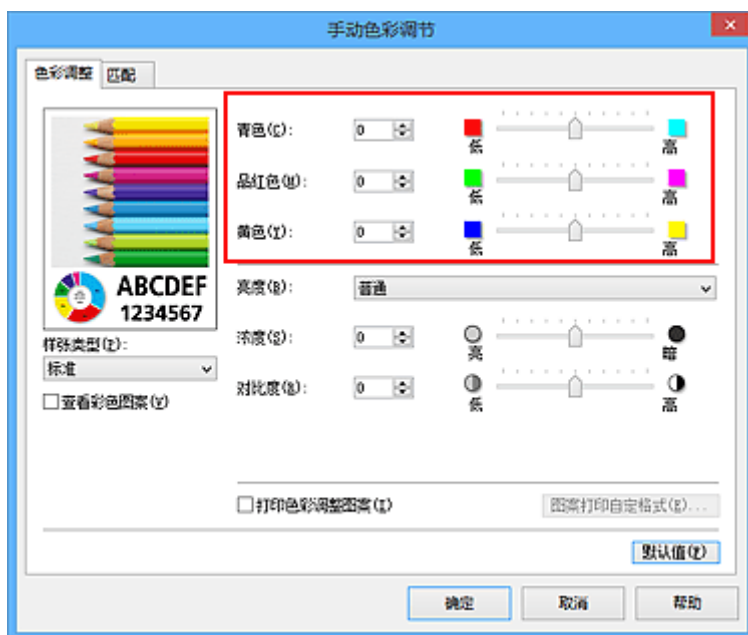 手动色彩调节
色彩调整 匹配
青色(C): 0 低 高
品红色(M): 0 低 高
黄色(Y): 0 低 高
ABCDEF
1234567
亮度(B): 普通
样张类型(Z):
标准
浓度(S): 0 亮 暗
查看彩色图案(Y)
对比度(R): 0 低 高
打印色彩调整图案(I) 图案打印自定格式(E)...
默认值(F)
确定 取消 帮助